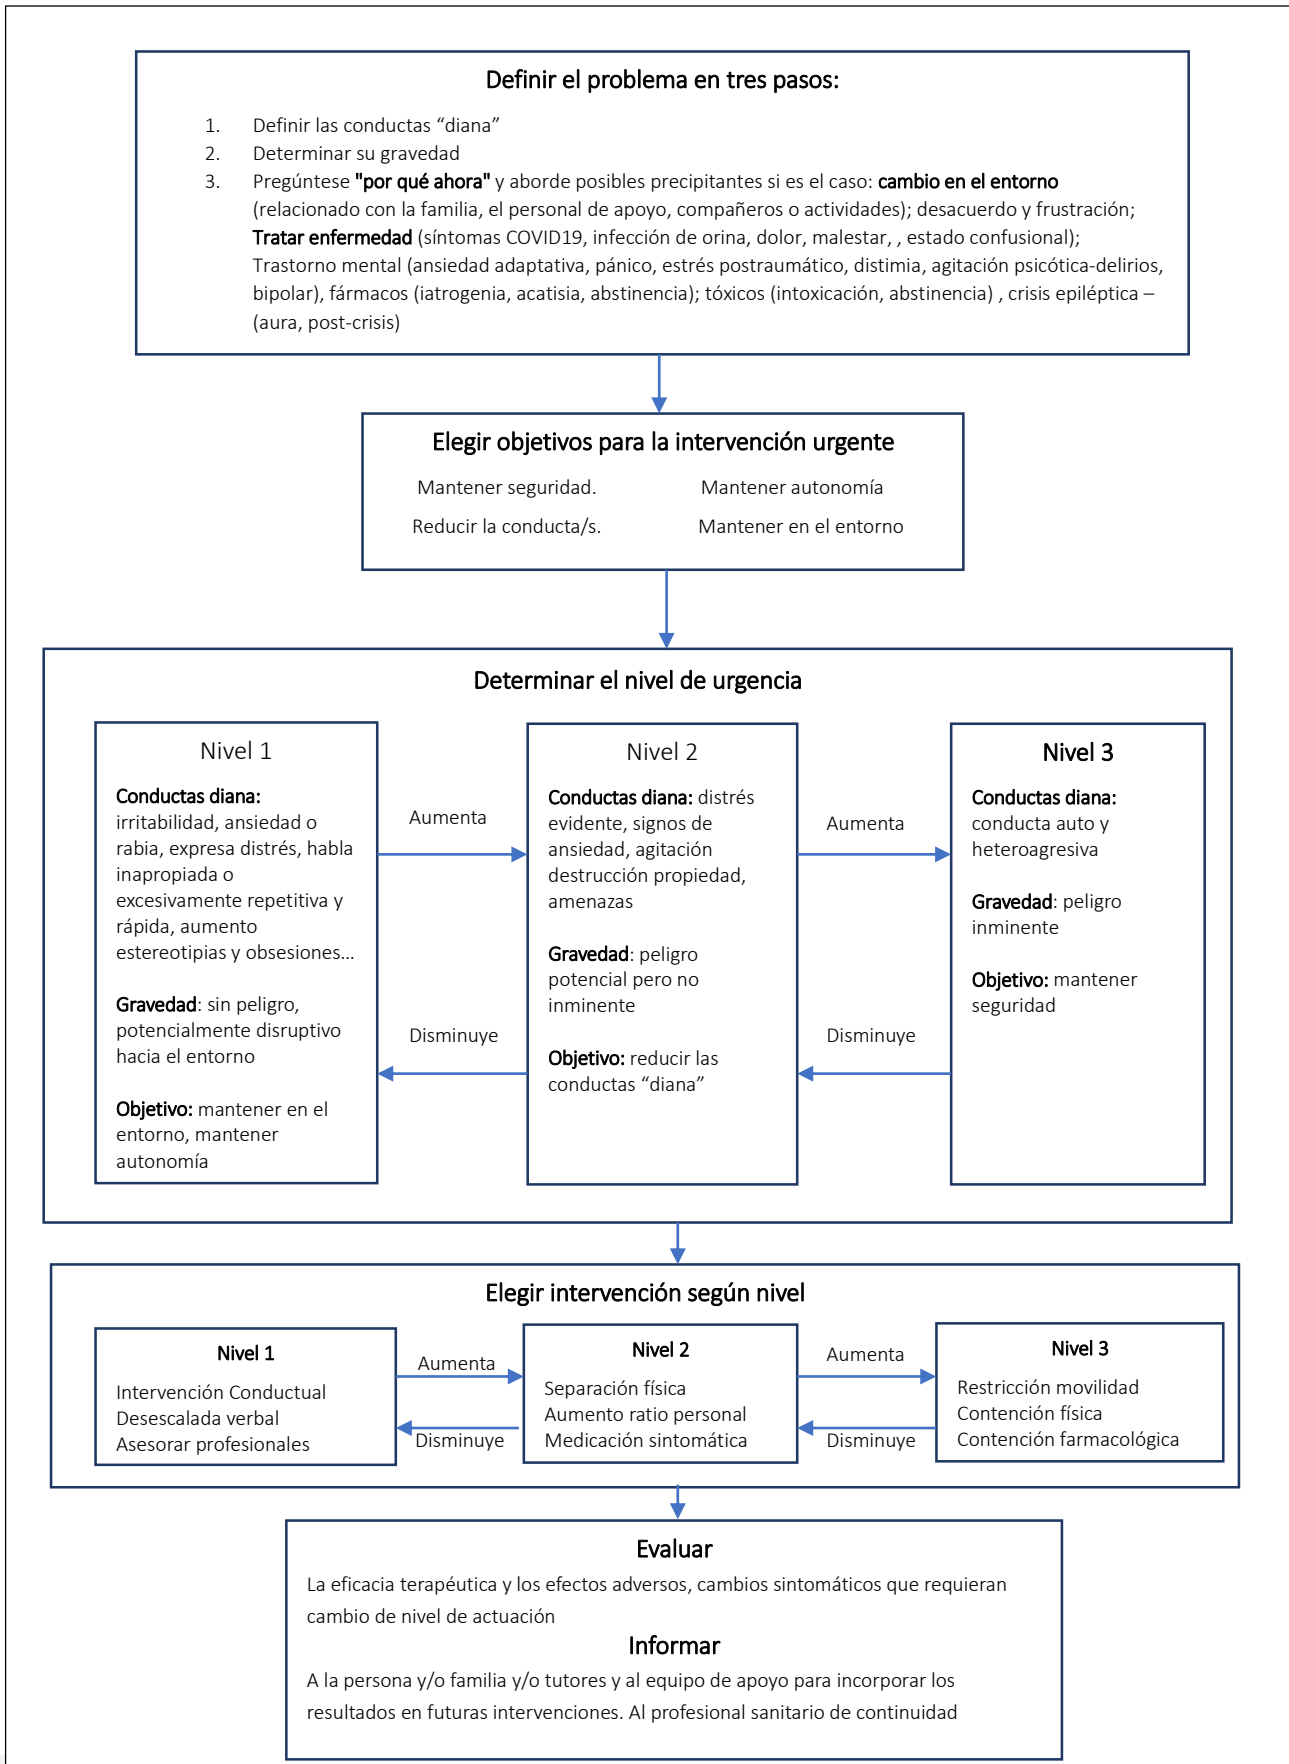 Definir el problema en tres pasos:
1. Definir las conductas “diana”
2. Determinar su gravedad
3. Pregúntese "por qué ahora" y aborde posibles precipitantes si es el caso: cambio en el entorno
(relacionado con la familia, el personal de apoyo, compañeros o actividades); desacuerdo y frustración;
Tratar enfermedad (síntomas COVID19, infección de orina, dolor, malestar, , estado confusional);
Trastorno mental (ansiedad adaptativa, pánico, estrés postraumático, distimia, agitación psicótica-delirios,
bipolar), fármacos (iatrogenia, acatisia, abstinencia); tóxicos (intoxicación, abstinencia) , crisis epiléptica –
(aura, post-crisis)
Elegir objetivos para la intervención urgente
Mantener seguridad. Mantener autonomía
Reducir la conducta/s. Mantener en el entorno
Determinar el nivel de urgencia
Nivel 1
Conductas diana:
irritabilidad, ansiedad o
rabia, expresa distrés, habla
inapropiada o
excesivamente repetitiva y
rápida, aumento
estereotipias y obsesiones...
Gravedad: sin peligro,
potencialmente disruptivo
hacia el entorno
Objetivo: mantener en el
entorno, mantener
autonomía
Aumenta
Disminuye
Nivel 2
Conductas diana: distrés
evidente, signos de
ansiedad, agitación
destrucción propiedad,
amenazas
Gravedad: peligro
potencial pero no
inminente
Objetivo: reducir las
conductas “diana”
Aumenta
Disminuye
Nivel 3
Conductas diana:
conducta auto y
heteroagresiva
Gravedad: peligro
inminente
Objetivo: mantener
seguridad
Elegir intervención según nivel
Nivel 1
Intervención Conductual
Desescalada verbal
Asesorar profesionales
Aumenta
Disminuye
Nivel 2
Separación física
Aumento ratio personal
Medicación sintomática
Aumenta
Disminuye
Nivel 3
Restricción movilidad
Contención física
Contención farmacológica
Evaluar
La eficacia terapéutica y los efectos adversos, cambios sintomáticos que requieran
cambio de nivel de actuación
Informar
A la persona y/o familia y/o tutores y al equipo de apoyo para incorporar los
resultados en futuras intervenciones. Al profesional sanitario de continuidad